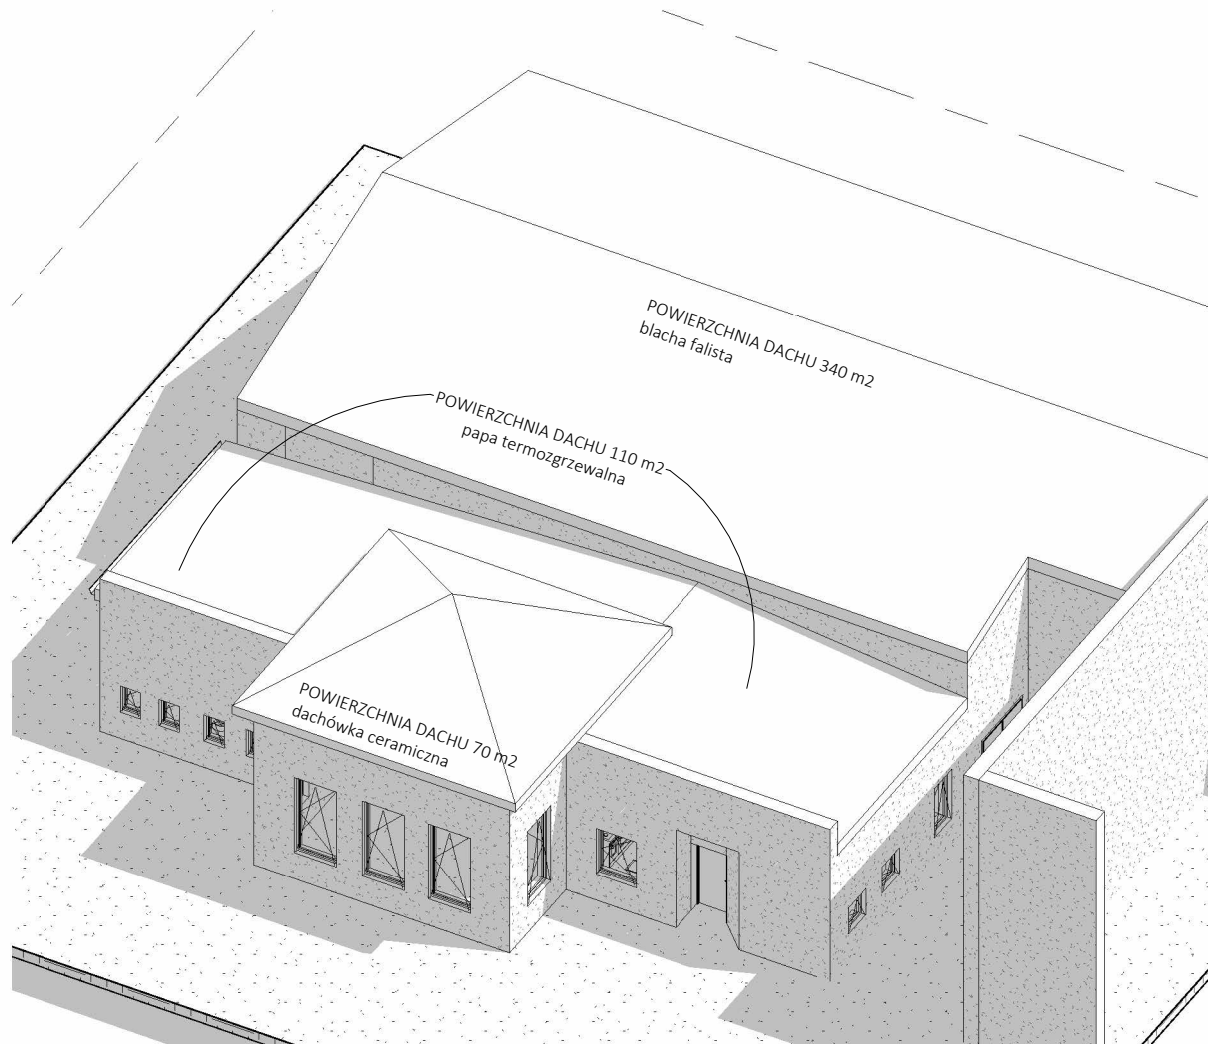 POWIERZCHNIA DACHU 340 m2
blacha falista
POWIERZCHNIA DACHU 110 m2
papa termozgrzewalna
POWIERZCHNIA DACHU 70 m2
dachówka ceramiczna